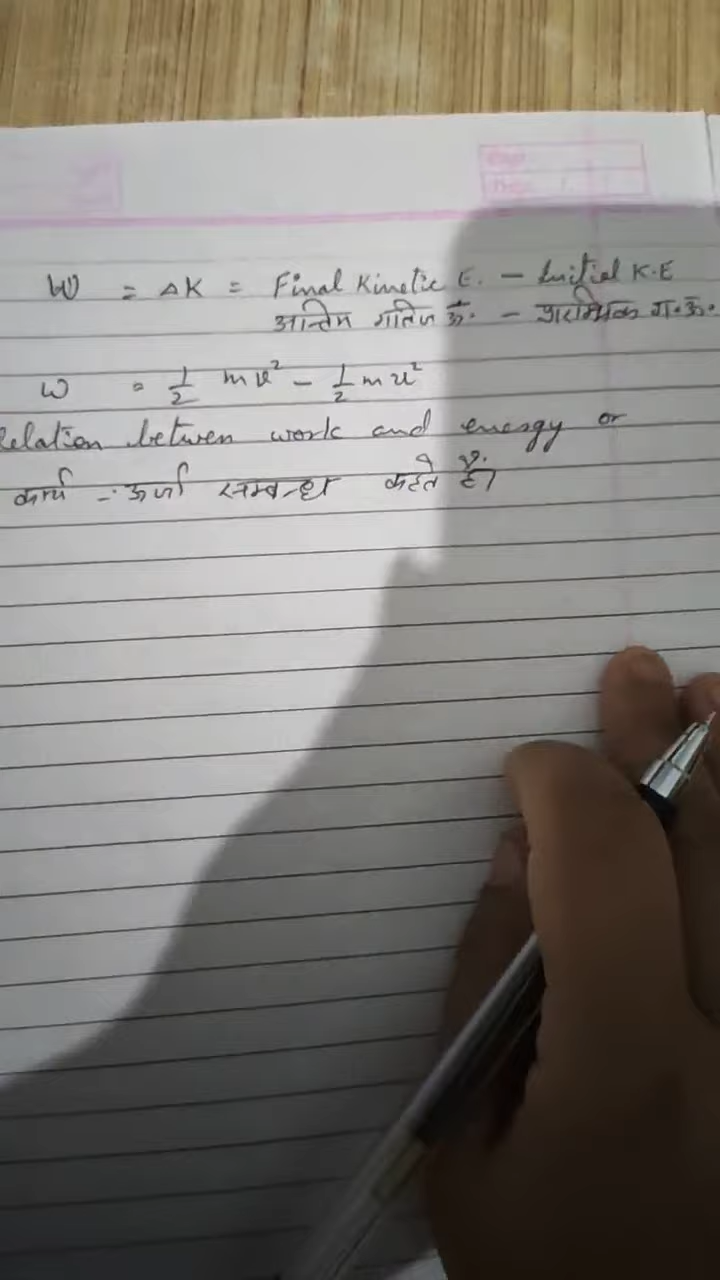 W = ΔK = Final Kinetic E. - Initial K.E
अन्तिम गतिज ऊ. - प्रारम्भिक ग.ऊ.
W = 1/2 mv² - 1/2 mu²
Relation betwen work and energy or
कार्य - ऊर्जा सम्बन्ध कहते है।